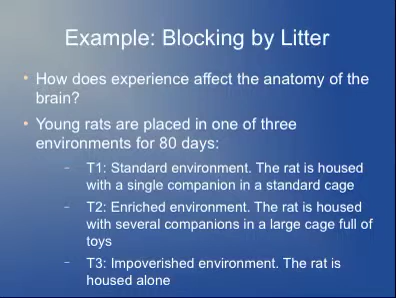 Example: Blocking by Litter
• How does experience affect the anatomy of the
brain?
• Young rats are placed in one of three
environments for 80 days:
– T1: Standard environment. The rat is housed
with a single companion in a standard cage
– T2: Enriched environment. The rat is housed
with several companions in a large cage full of
toys
– T3: Impoverished environment. The rat is
housed alone